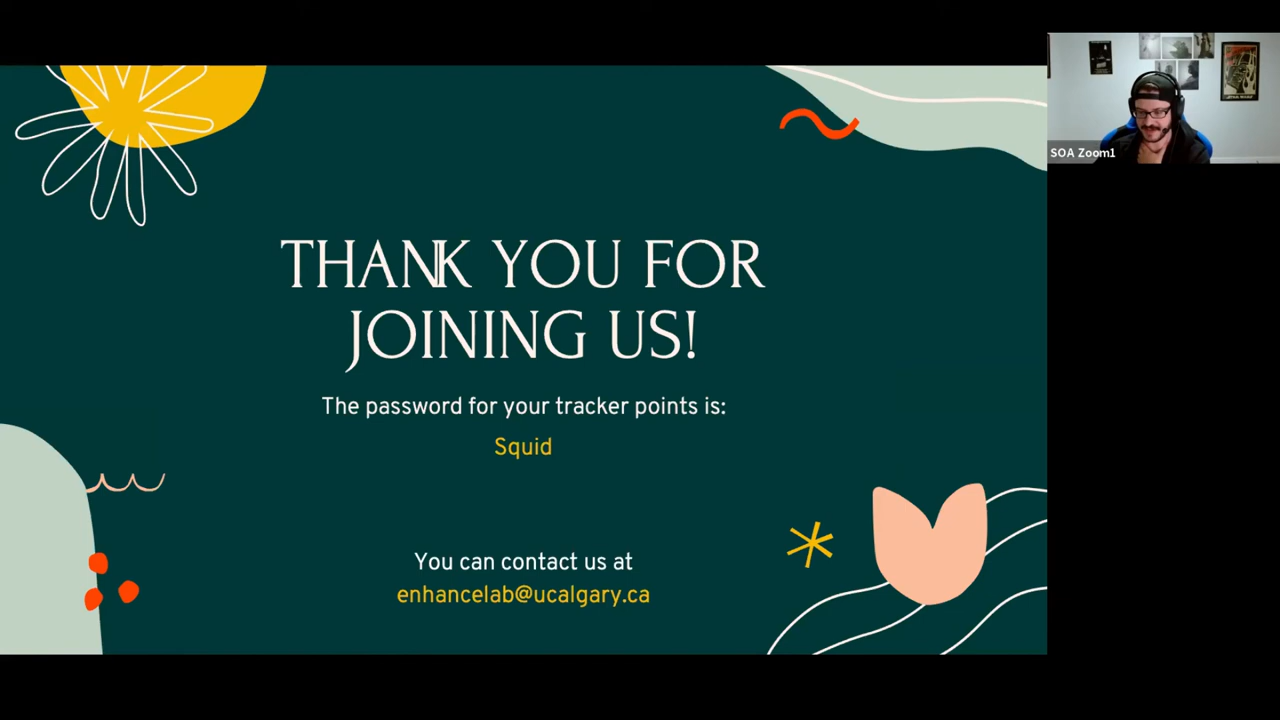 THANK YOU FOR
JOINING US!
The password for your tracker points is:
Squid
You can contact us at
enhancelab@ucalgary.ca
SOA Zoom1